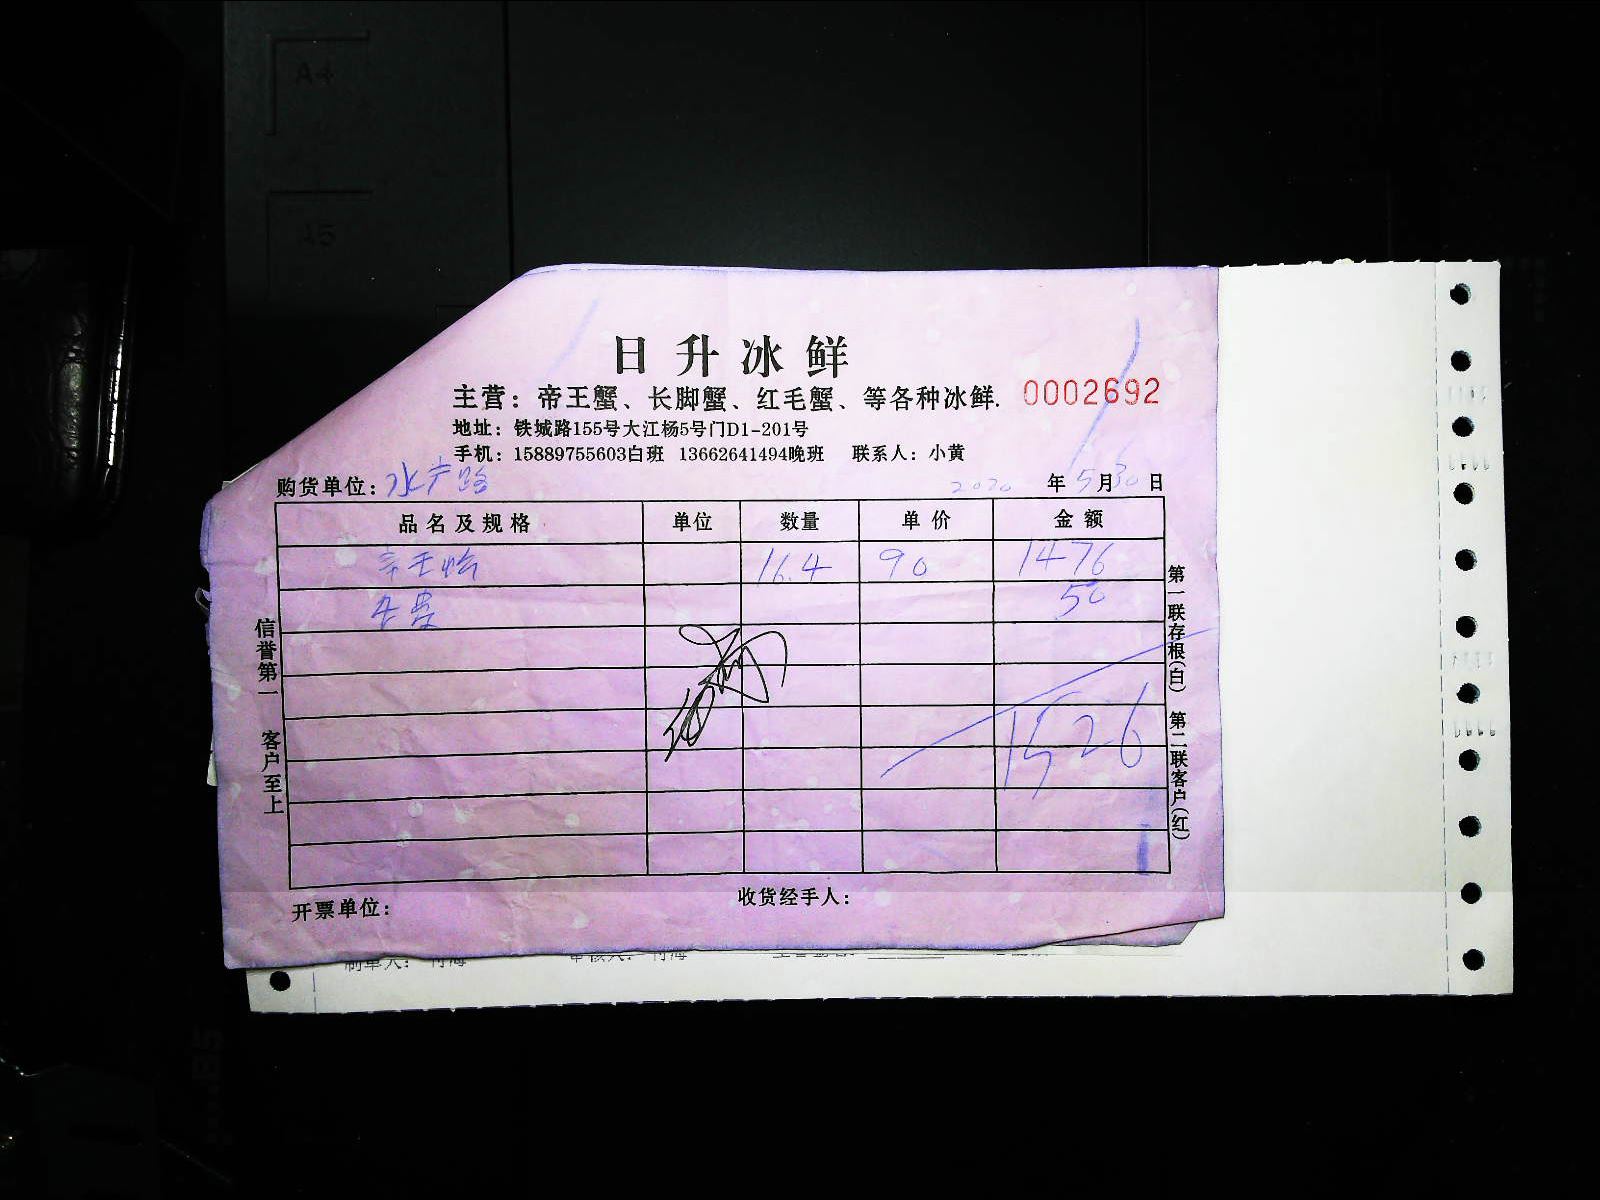 A4
A5
日升冰鲜
主营：帝王蟹、长脚蟹、红毛蟹、等各种冰鲜. 0002692
地址：铁城路155号大江杨5号门D1-201号
手机：15889755603白班 13662641494晚班 联系人：小黄
购货单位：水产路 2020 年 5 月 30 日
品名及规格 单位 数量 单价 金额
16.4 90 1476
车费 50
1526
信誉第一 客户至上
第一联存根(白) 第二联客户(红)
开票单位： 收货经手人：
B5